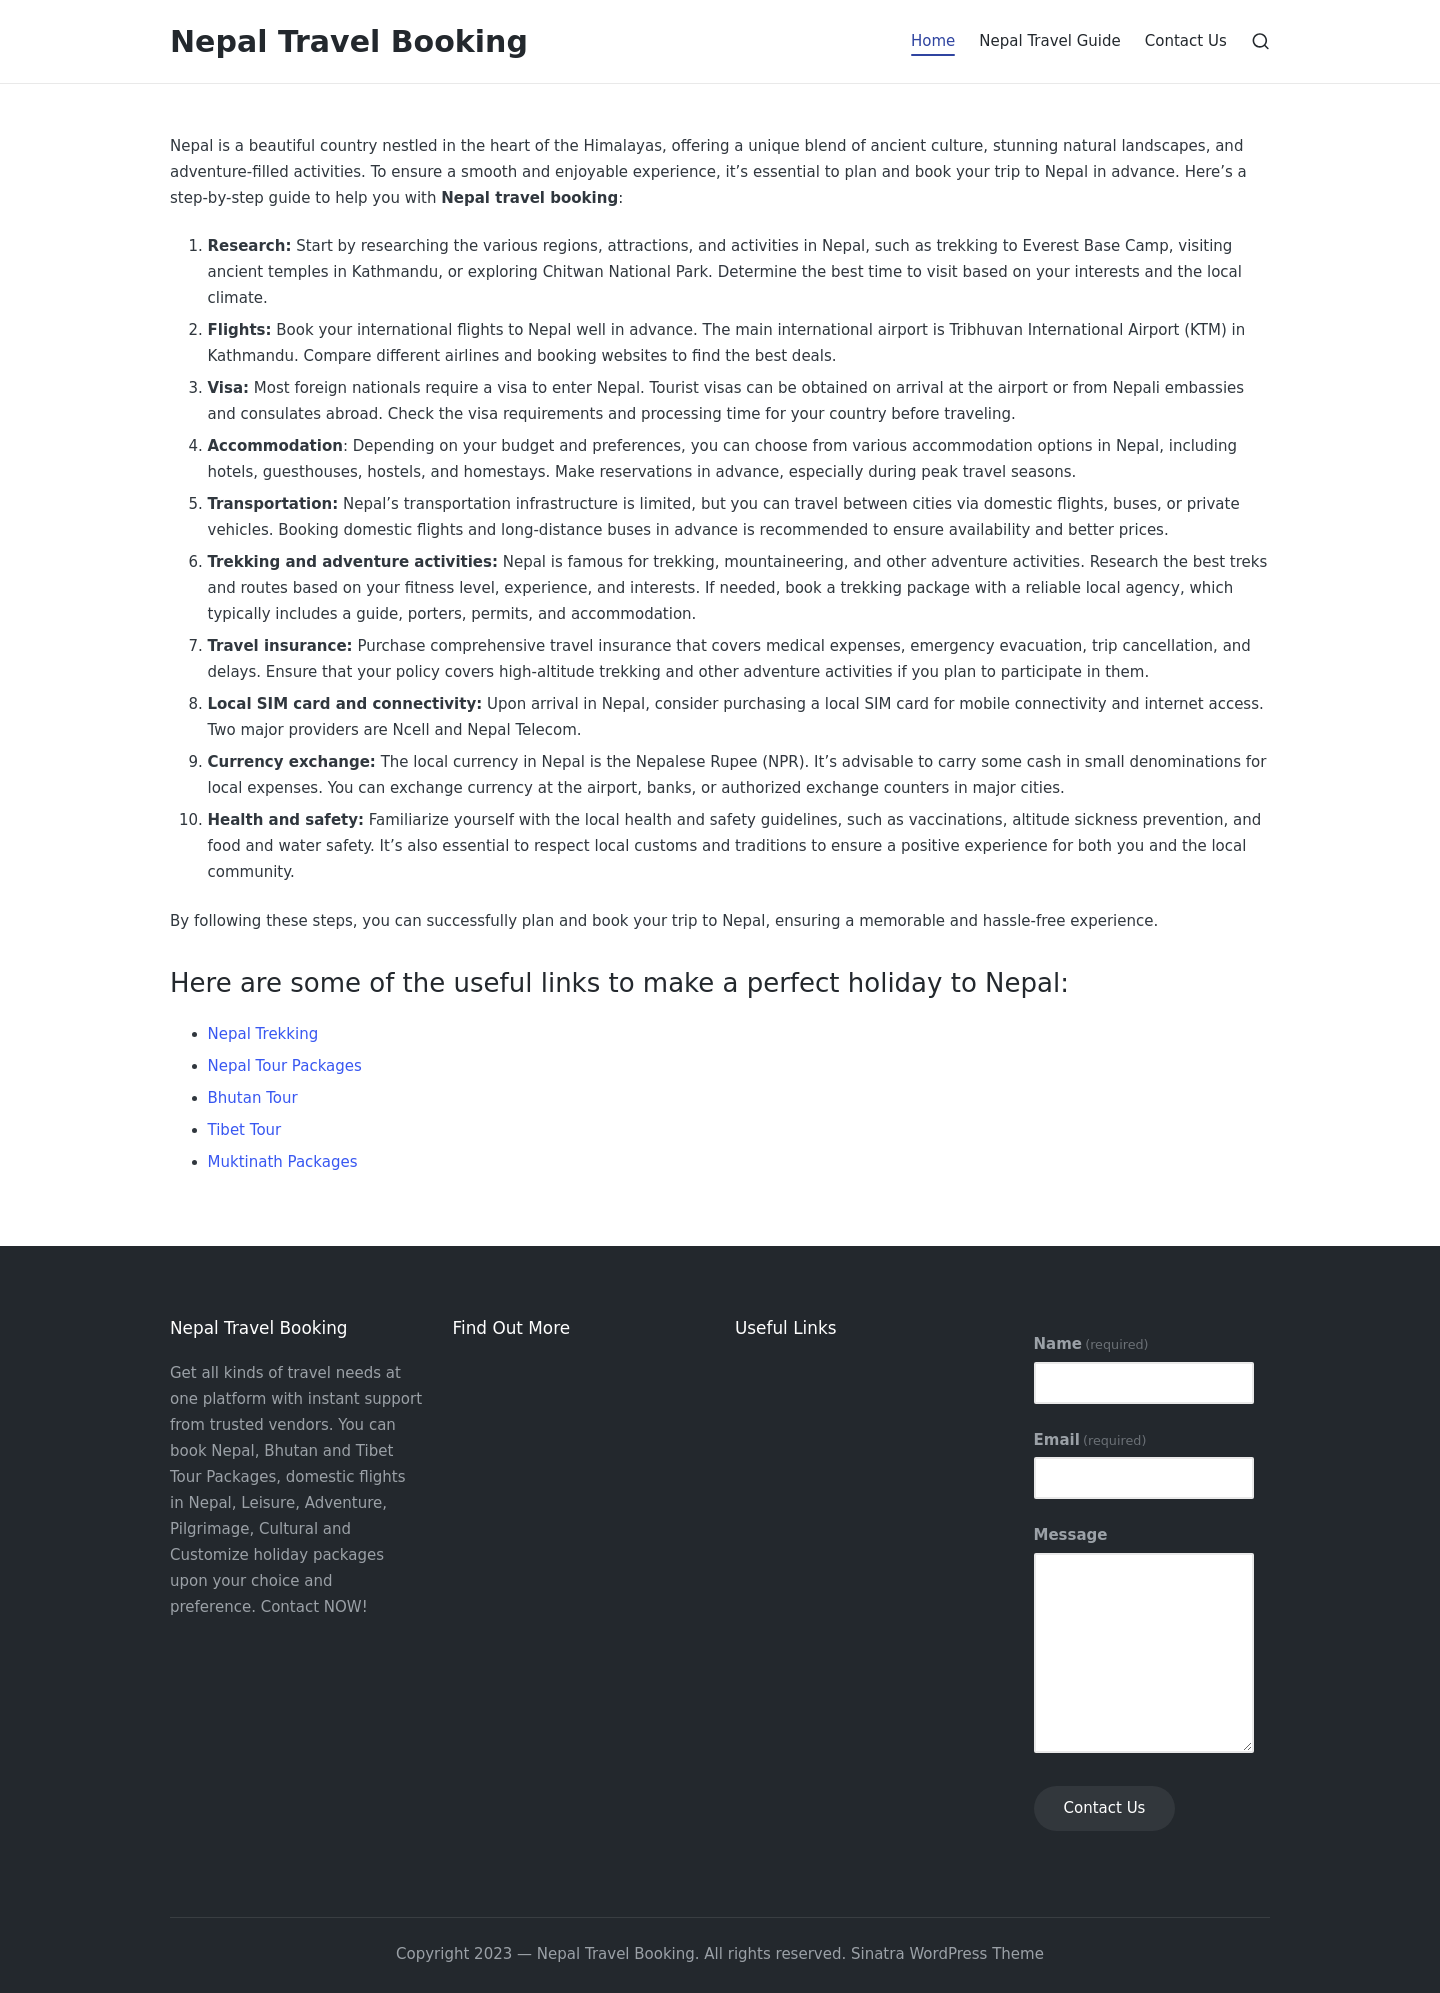 Nepal Travel Booking
Home
Nepal Travel Guide
Contact Us
Nepal is a beautiful country nestled in the heart of the Himalayas, offering a unique blend of ancient culture, stunning natural landscapes, and
adventure-filled activities. To ensure a smooth and enjoyable experience, it’s essential to plan and book your trip to Nepal in advance. Here’s a
step-by-step guide to help you with Nepal travel booking:
1. Research: Start by researching the various regions, attractions, and activities in Nepal, such as trekking to Everest Base Camp, visiting
ancient temples in Kathmandu, or exploring Chitwan National Park. Determine the best time to visit based on your interests and the local
climate.
2. Flights: Book your international flights to Nepal well in advance. The main international airport is Tribhuvan International Airport (KTM) in
Kathmandu. Compare different airlines and booking websites to find the best deals.
3. Visa: Most foreign nationals require a visa to enter Nepal. Tourist visas can be obtained on arrival at the airport or from Nepali embassies
and consulates abroad. Check the visa requirements and processing time for your country before traveling.
4. Accommodation: Depending on your budget and preferences, you can choose from various accommodation options in Nepal, including
hotels, guesthouses, hostels, and homestays. Make reservations in advance, especially during peak travel seasons.
5. Transportation: Nepal’s transportation infrastructure is limited, but you can travel between cities via domestic flights, buses, or private
vehicles. Booking domestic flights and long-distance buses in advance is recommended to ensure availability and better prices.
6. Trekking and adventure activities: Nepal is famous for trekking, mountaineering, and other adventure activities. Research the best treks
and routes based on your fitness level, experience, and interests. If needed, book a trekking package with a reliable local agency, which
typically includes a guide, porters, permits, and accommodation.
7. Travel insurance: Purchase comprehensive travel insurance that covers medical expenses, emergency evacuation, trip cancellation, and
delays. Ensure that your policy covers high-altitude trekking and other adventure activities if you plan to participate in them.
8. Local SIM card and connectivity: Upon arrival in Nepal, consider purchasing a local SIM card for mobile connectivity and internet access.
Two major providers are Ncell and Nepal Telecom.
9. Currency exchange: The local currency in Nepal is the Nepalese Rupee (NPR). It’s advisable to carry some cash in small denominations for
local expenses. You can exchange currency at the airport, banks, or authorized exchange counters in major cities.
10. Health and safety: Familiarize yourself with the local health and safety guidelines, such as vaccinations, altitude sickness prevention, and
food and water safety. It’s also essential to respect local customs and traditions to ensure a positive experience for both you and the local
community.
By following these steps, you can successfully plan and book your trip to Nepal, ensuring a memorable and hassle-free experience.
Here are some of the useful links to make a perfect holiday to Nepal:
• Nepal Trekking
• Nepal Tour Packages
• Bhutan Tour
• Tibet Tour
• Muktinath Packages
Nepal Travel Booking
Get all kinds of travel needs at
one platform with instant support
from trusted vendors. You can
book Nepal, Bhutan and Tibet
Tour Packages, domestic flights
in Nepal, Leisure, Adventure,
Pilgrimage, Cultural and
Customize holiday packages
upon your choice and
preference. Contact NOW!
Find Out More
Useful Links
Name (required)
Email (required)
Message
Contact Us
Copyright 2023 — Nepal Travel Booking. All rights reserved. Sinatra WordPress Theme